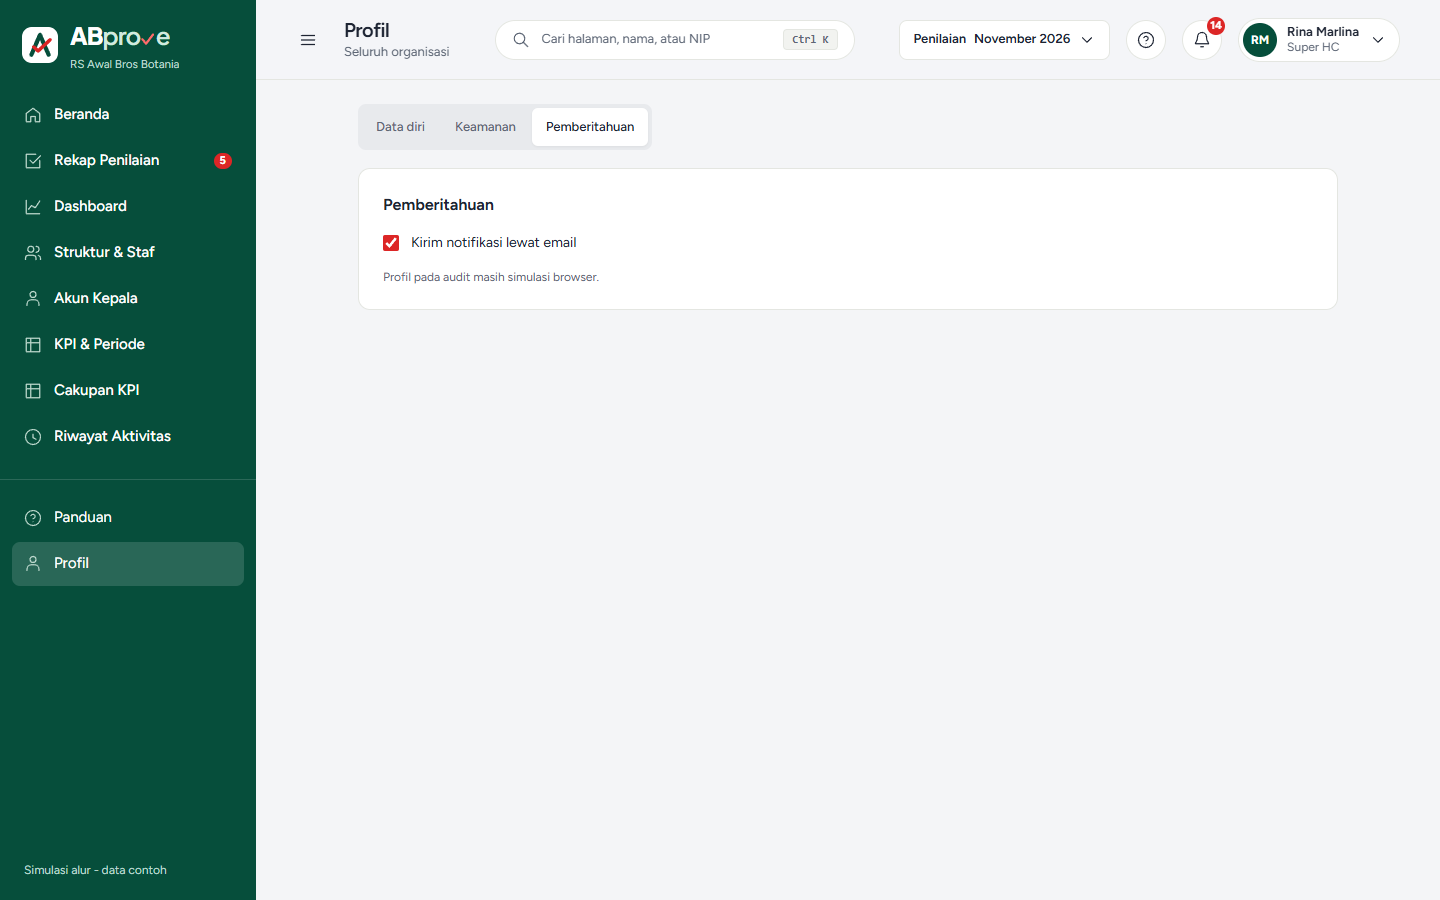 ABprove
RS Awal Bros Botania
Beranda
Rekap Penilaian 5
Dashboard
Struktur & Staf
Akun Kepala
KPI & Periode
Cakupan KPI
Riwayat Aktivitas
Panduan
Profil
Simulasi alur - data contoh
Profil
Seluruh organisasi
Cari halaman, nama, atau NIP Ctrl K
Penilaian November 2026
14
RM
Rina Marlina
Super HC
Data diri Keamanan Pemberitahuan
Pemberitahuan
Kirim notifikasi lewat email
Profil pada audit masih simulasi browser.